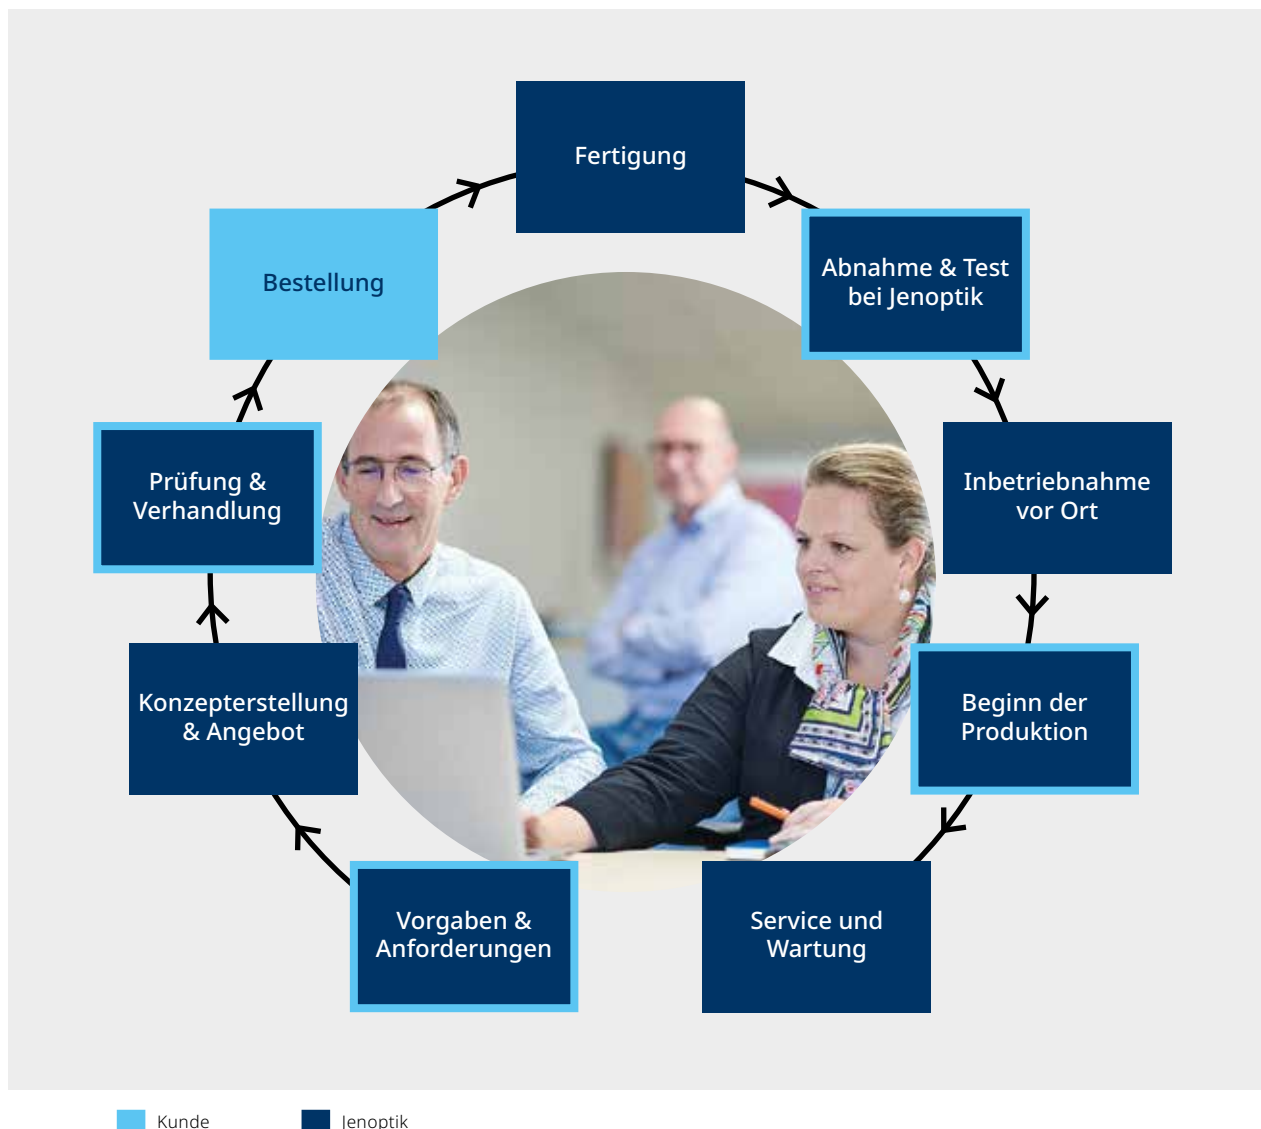 Fertigung
Bestellung
Abnahme & Test
bei Jenoptik
Prüfung &
Verhandlung
Inbetriebnahme
vor Ort
Konzepterstellung
& Angebot
Beginn der
Produktion
Vorgaben &
Anforderungen
Service und
Wartung
Kunde
Jenoptik